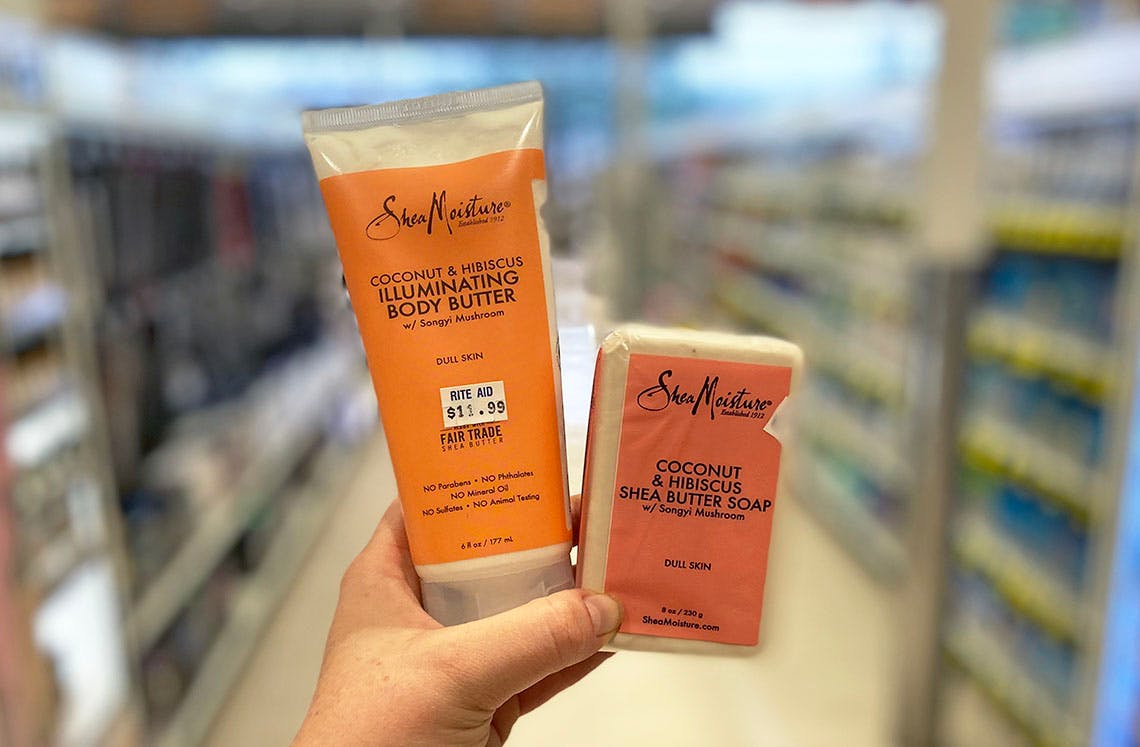 SheaMoisture®
Established 1912
COCONUT & HIBISCUS
ILLUMINATING
BODY BUTTER
w/ Songyi Mushroom
DULL SKIN
RITE AID
$11.99
FAIR TRADE
SHEA BUTTER
NO Parabens • NO Phthalates
NO Mineral Oil
NO Sulfates • NO Animal Testing
6 fl oz / 177 mL
SheaMoisture®
Established 1912
COCONUT
& HIBISCUS
SHEA BUTTER SOAP
w/ Songyi Mushroom
DULL SKIN
8 oz / 230 g
SheaMoisture.com